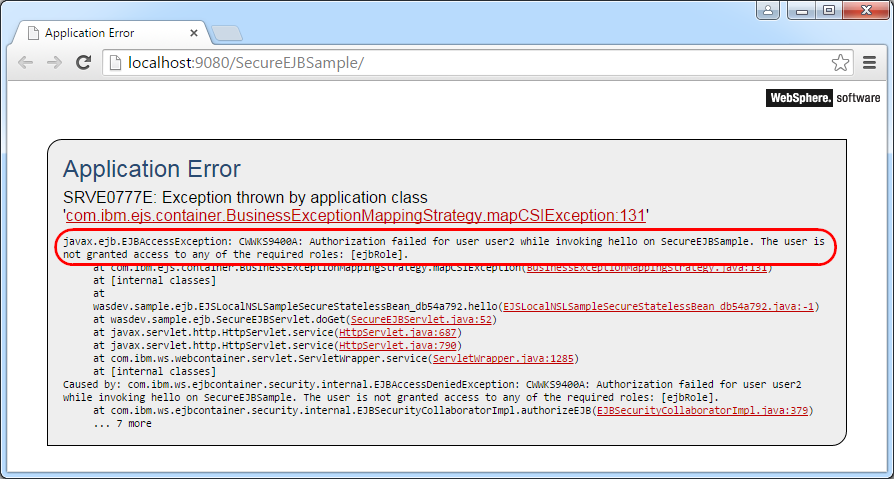 Application Error
localhost:9080/SecureEJBSample/
WebSphere. software
Application Error
SRVE0777E: Exception thrown by application class
'com.ibm.ejs.container.BusinessExceptionMappingStrategy.mapCSIException:131'
javax.ejb.EJBAccessException: CWWKS9400A: Authorization failed for user user2 while invoking hello on SecureEJBSample. The user is
not granted access to any of the required roles: [ejbRole].
at com.ibm.ejs.container.BusinessExceptionMappingStrategy.mapCSIException(BusinessExceptionMappingStrategy.java:131)
at [internal classes]
at
wasdev.sample.ejb.EJSLocalNSLSampleSecureStatelessBean_db54a792.hello(EJSLocalNSLSampleSecureStatelessBean_db54a792.java:-1)
at wasdev.sample.ejb.SecureEJBServlet.doGet(SecureEJBServlet.java:52)
at javax.servlet.http.HttpServlet.service(HttpServlet.java:687)
at javax.servlet.http.HttpServlet.service(HttpServlet.java:790)
at com.ibm.ws.webcontainer.servlet.ServletWrapper.service(ServletWrapper.java:1285)
at [internal classes]
Caused by: com.ibm.ws.ejbcontainer.security.internal.EJBAccessDeniedException: CWWKS9400A: Authorization failed for user user2
while invoking hello on SecureEJBSample. The user is not granted access to any of the required roles: [ejbRole].
at com.ibm.ws.ejbcontainer.security.internal.EJBSecurityCollaboratorImpl.authorizeEJB(EJBSecurityCollaboratorImpl.java:379)
... 7 more